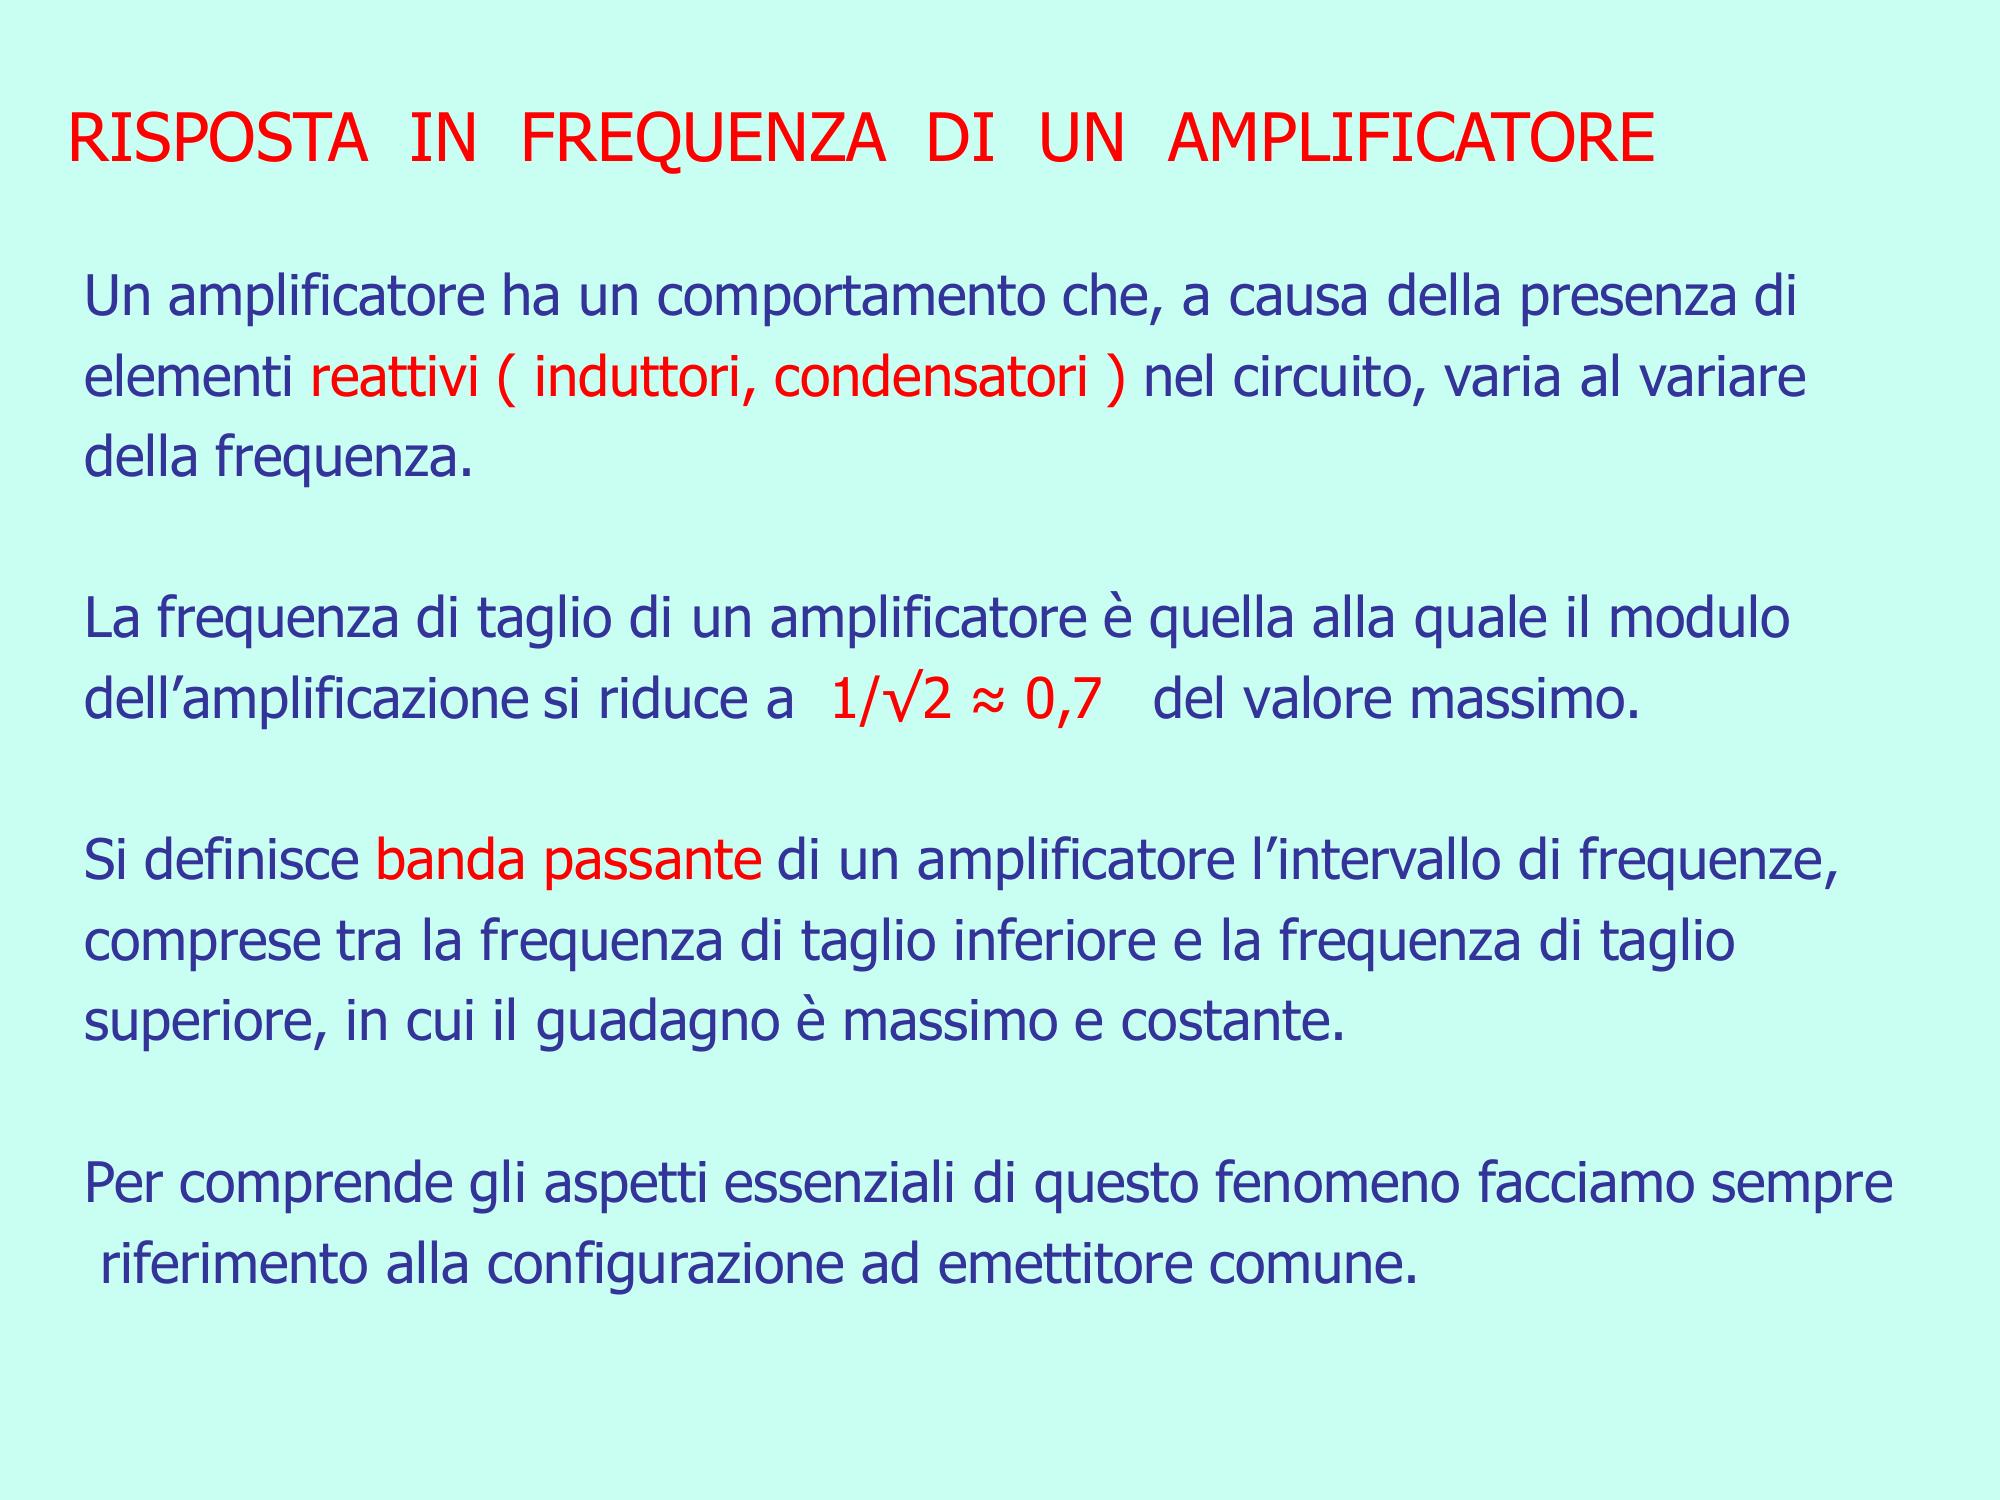 RISPOSTA IN FREQUENZA DI UN AMPLIFICATORE
Un amplificatore ha un comportamento che, a causa della presenza di
elementi reattivi ( induttori, condensatori ) nel circuito, varia al variare
della frequenza.
La frequenza di taglio di un amplificatore è quella alla quale il modulo
dell’amplificazione si riduce a 1/√2 ≈ 0,7 del valore massimo.
Si definisce banda passante di un amplificatore l’intervallo di frequenze,
comprese tra la frequenza di taglio inferiore e la frequenza di taglio
superiore, in cui il guadagno è massimo e costante.
Per comprende gli aspetti essenziali di questo fenomeno facciamo sempre
riferimento alla configurazione ad emettitore comune.